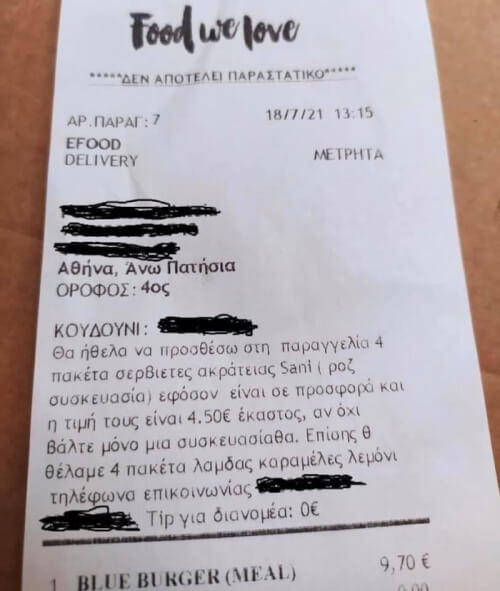 Food we love
*****ΔΕΝ ΑΠΟΤΕΛΕΙ ΠΑΡΑΣΤΑΤΙΚΟ*****
ΑΡ.ΠΑΡΑΓ: 7 18/7/21 13:15
EFOOD
DELIVERY ΜΕΤΡΗΤΑ
Αθήνα, Άνω Πατήσια
ΟΡΟΦΟΣ: 4ος
ΚΟΥΔΟΥΝΙ:
Θα ήθελα να προσθέσω στη παραγγελία 4
πακέτα σερβιετες ακράτειας Sani ( ροζ
συσκευασία) εφόσον είναι σε προσφορά και
η τιμή τους είναι 4.50€ έκαστος, αν όχι
βάλτε μόνο μια συσκευασίαθα. Επίσης θ
θέλαμε 4 πακέτα λαμδας καραμέλες λεμόνι
τηλέφωνα επικοινωνίας
Tip για διανομέα: 0€
1 BLUE BURGER (MEAL) 9,70 €